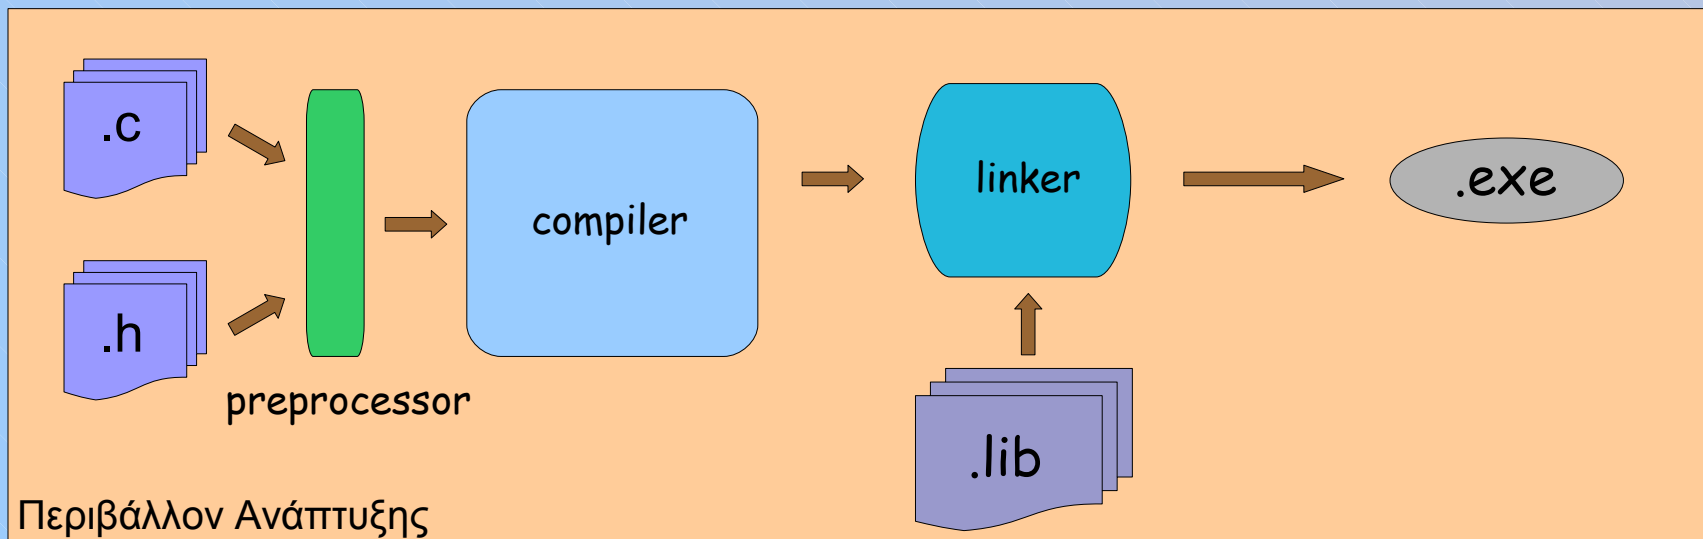 .c
.h
preprocessor
compiler
linker
.lib
.exe
Περιβάλλον Ανάπτυξης